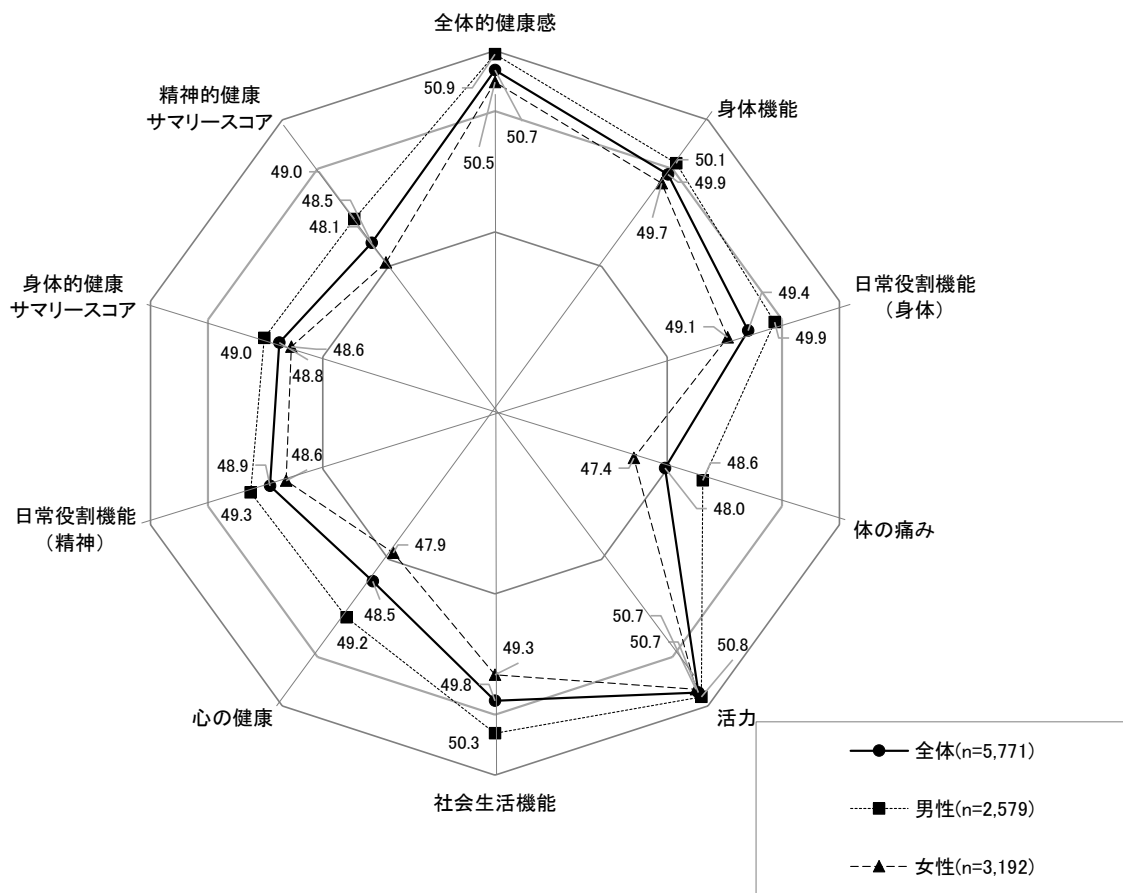 全体的健康感
50.9
50.7
50.5
身体機能
50.1
49.9
49.7
日常役割機能
（身体）
49.4
49.1
49.9
体の痛み
48.6
47.4
48.0
活力
50.7
50.7
50.8
社会生活機能
49.3
49.8
50.3
心の健康
47.9
48.5
49.2
日常役割機能
（精神）
48.6
48.9
49.3
身体的健康
サマリースコア
49.0
48.6
48.8
精神的健康
サマリースコア
49.0
48.5
48.1
全体(n=5,771)
男性(n=2,579)
女性(n=3,192)